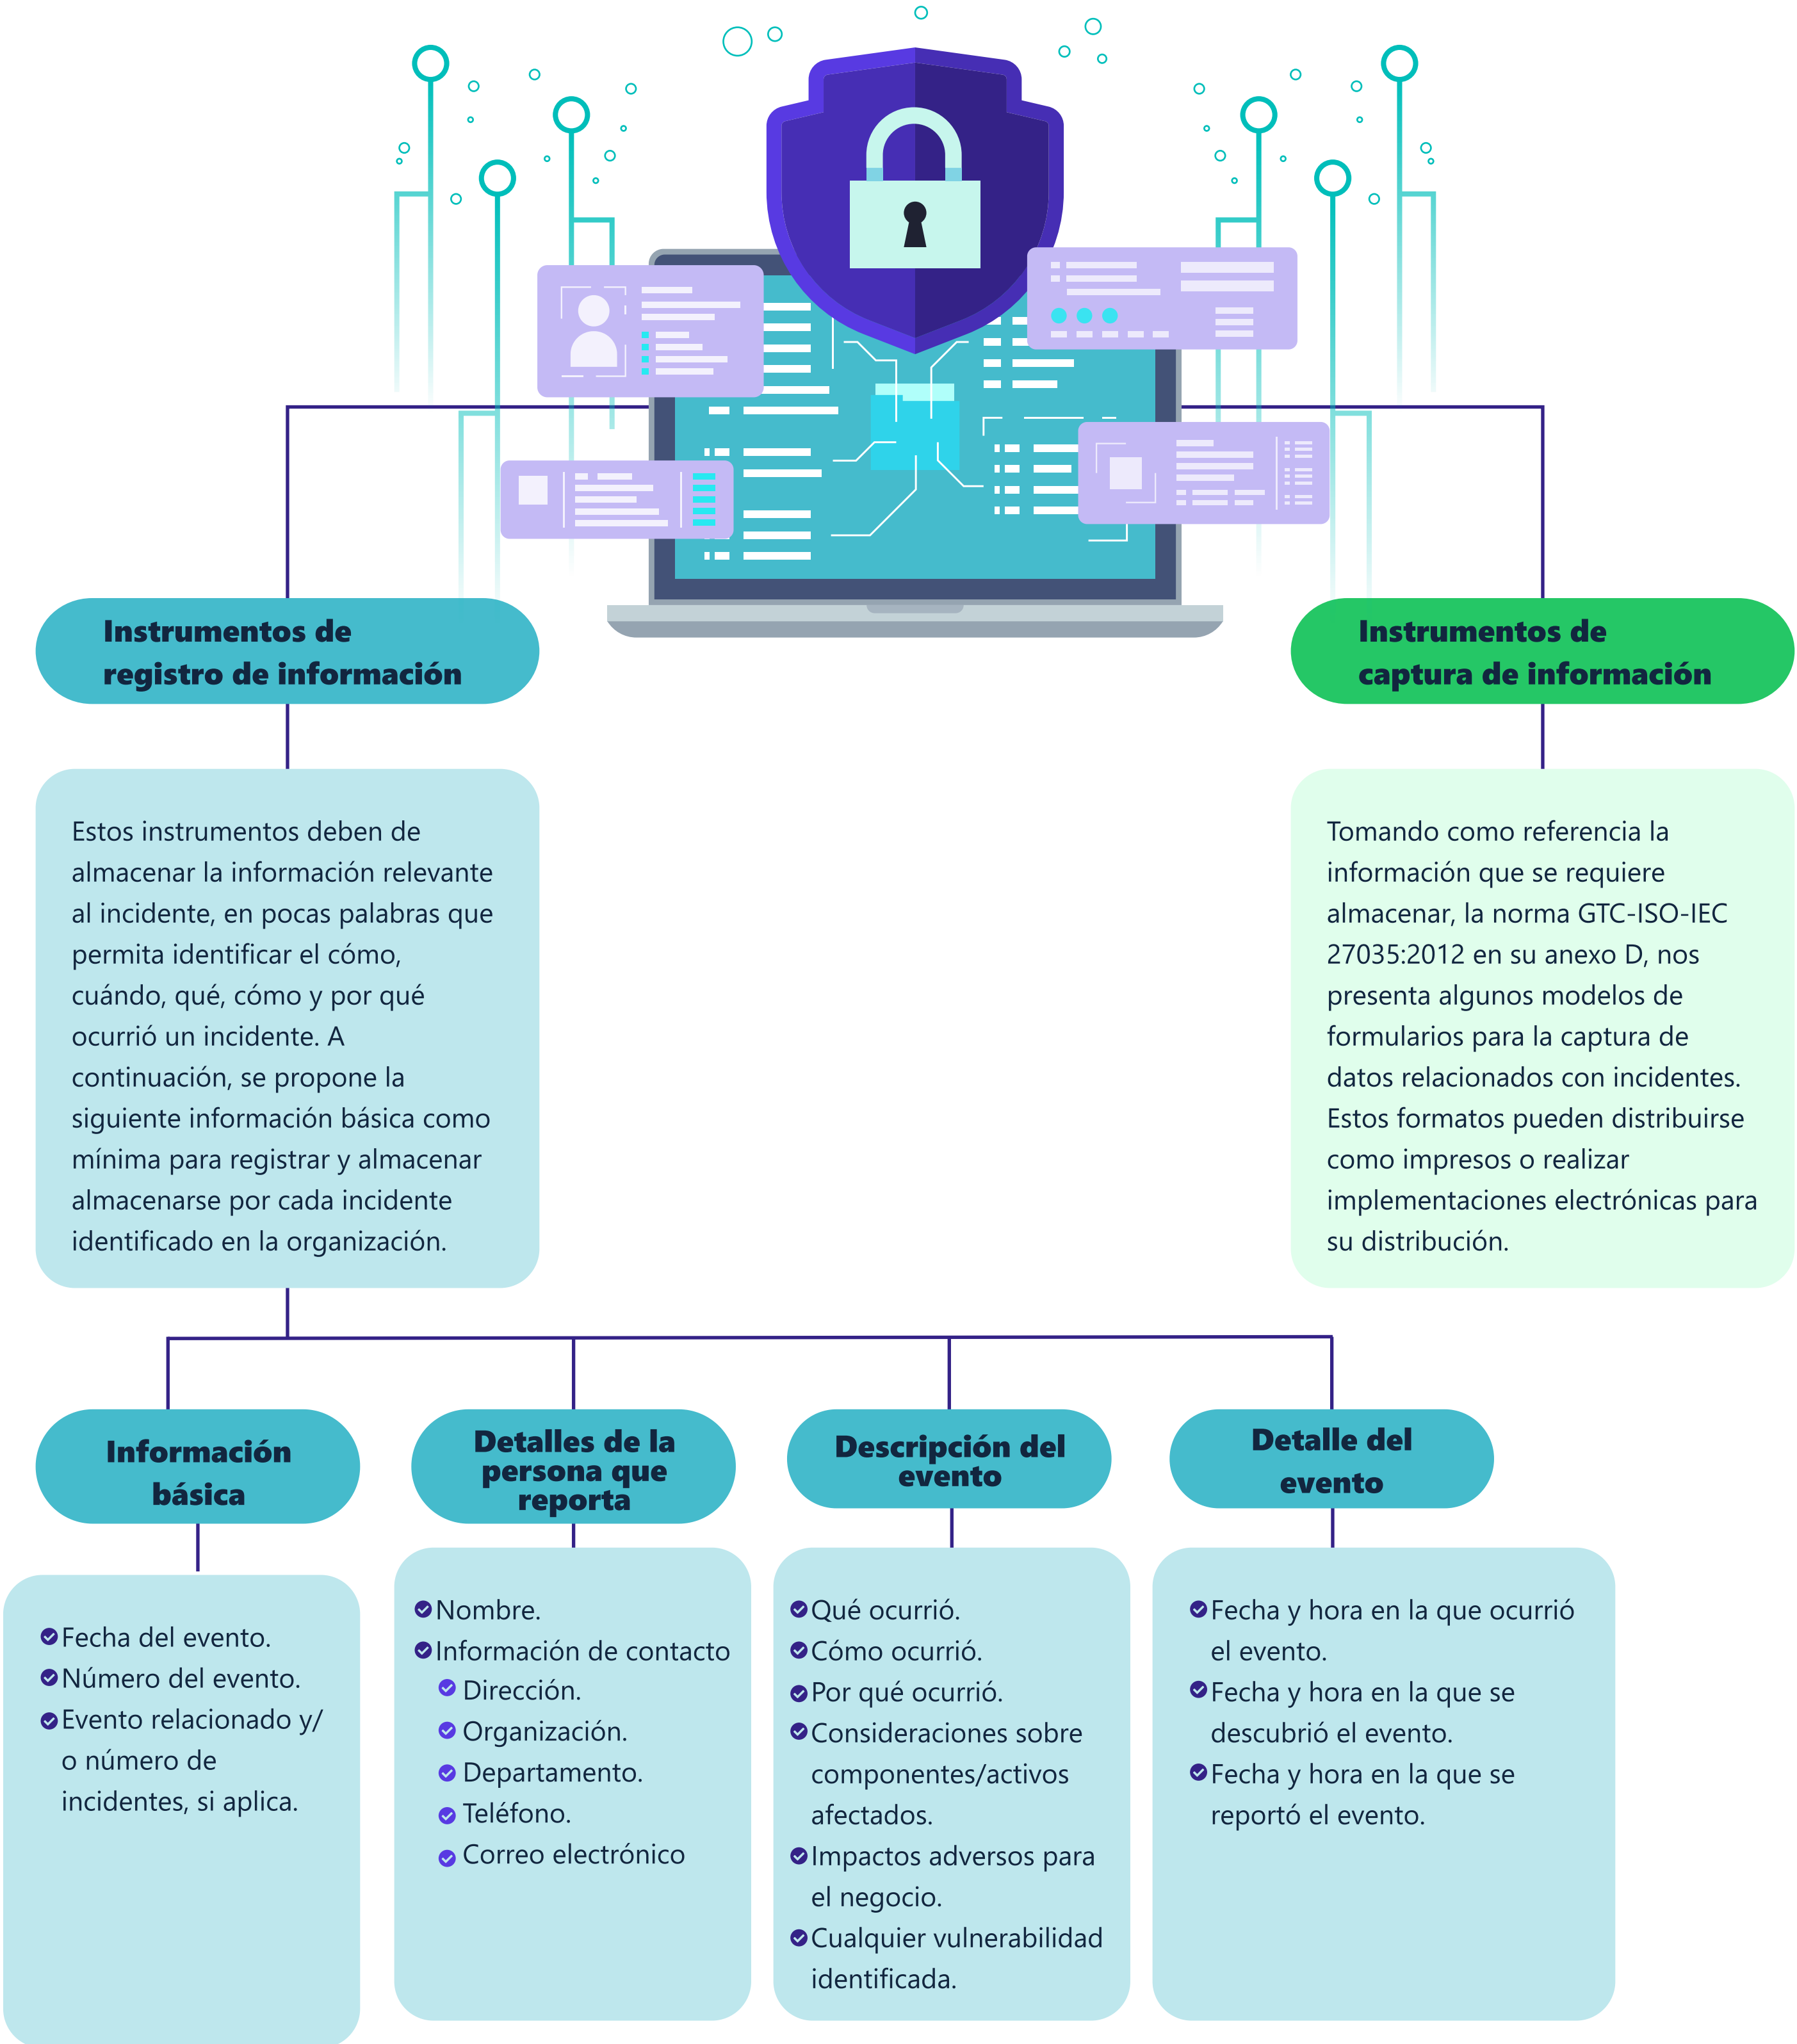 Instrumentos de
registro de información
Estos instrumentos deben de
almacenar la información relevante
al incidente, en pocas palabras que
permita identificar el cómo,
cuándo, qué, cómo y por qué
ocurrió un incidente. A
continuación, se propone la
siguiente información básica como
mínima para registrar y almacenar
almacenarse por cada incidente
identificado en la organización.
Instrumentos de
captura de información
Tomando como referencia la
información que se requiere
almacenar, la norma GTC-ISO-IEC
27035:2012 en su anexo D, nos
presenta algunos modelos de
formularios para la captura de
datos relacionados con incidentes.
Estos formatos pueden distribuirse
como impresos o realizar
implementaciones electrónicas para
su distribución.
Información
básica
Fecha del evento.
Número del evento.
Evento relacionado y/
o número de
incidentes, si aplica.
Detalles de la
persona que
reporta
Nombre.
Información de contacto
Dirección.
Organización.
Departamento.
Teléfono.
Correo electrónico
Descripción del
evento
Qué ocurrió.
Cómo ocurrió.
Por qué ocurrió.
Consideraciones sobre
componentes/activos
afectados.
Impactos adversos para
el negocio.
Cualquier vulnerabilidad
identificada.
Detalle del
evento
Fecha y hora en la que ocurrió
el evento.
Fecha y hora en la que se
descubrió el evento.
Fecha y hora en la que se
reportó el evento.